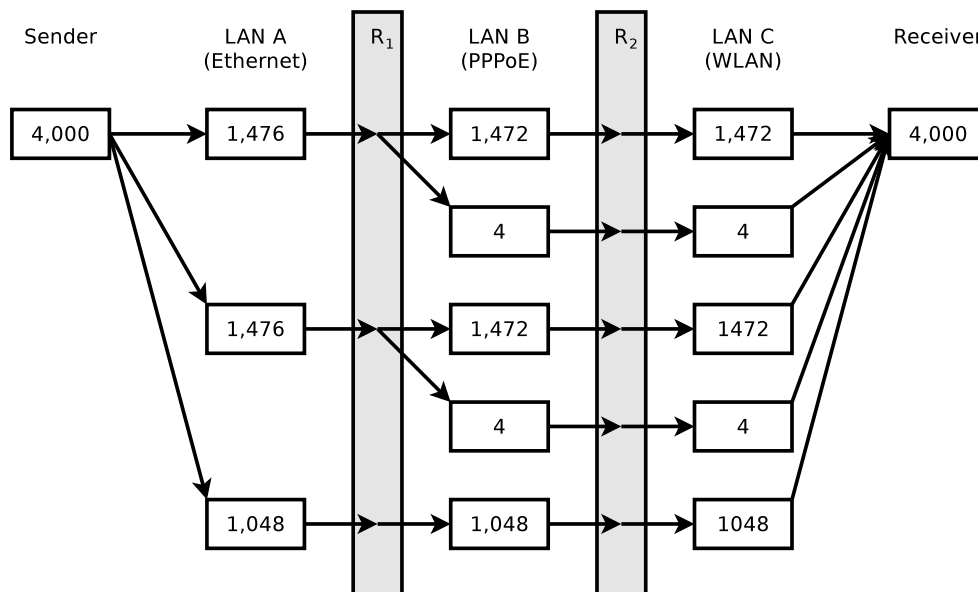 Sender
LAN A
(Ethernet)
R1
LAN B
(PPPoE)
R2
LAN C
(WLAN)
Receiver
4,000
1,476
1,472
1,472
4,000
4
4
1,476
1,472
1472
4
4
1,048
1,048
1048